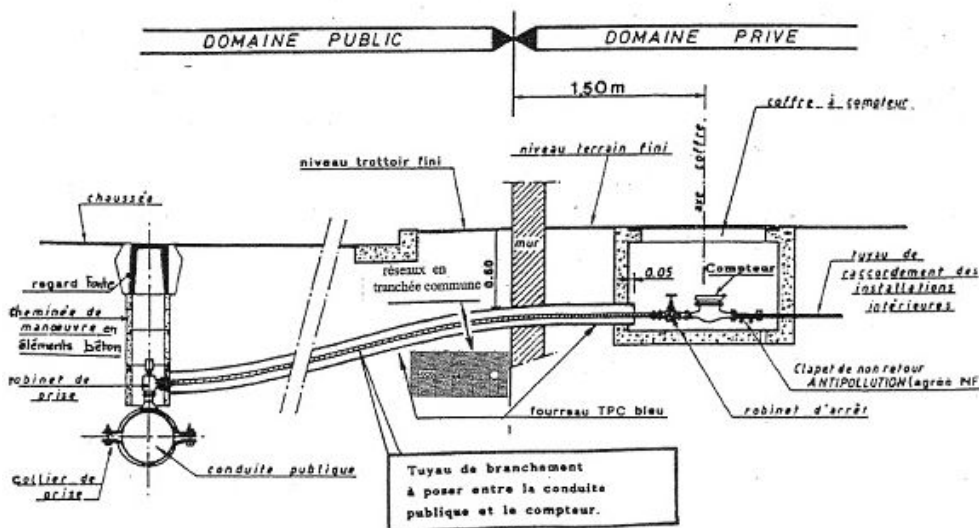 DOMAINE PUBLIC
DOMAINE PRIVE
1,50m
coffre à compteur
axe coffre
niveau terrain fini
niveau trottoir fini
chaussée
mur
réseaux en
tranchée commune
0.60
0.05
Compteur
tuyau de
raccordement des
installations
intérieures
regard Fonte
cheminée de
manœuvre en
éléments béton
robinet de
prise
Clapet de non retour
ANTIPOLLUTION (agréé NF
robinet d'arrêt
fourreau TPC bleu
conduite publique
collier de
prise
Tuyau de branchement
à poser entre la conduite
publique et le compteur.